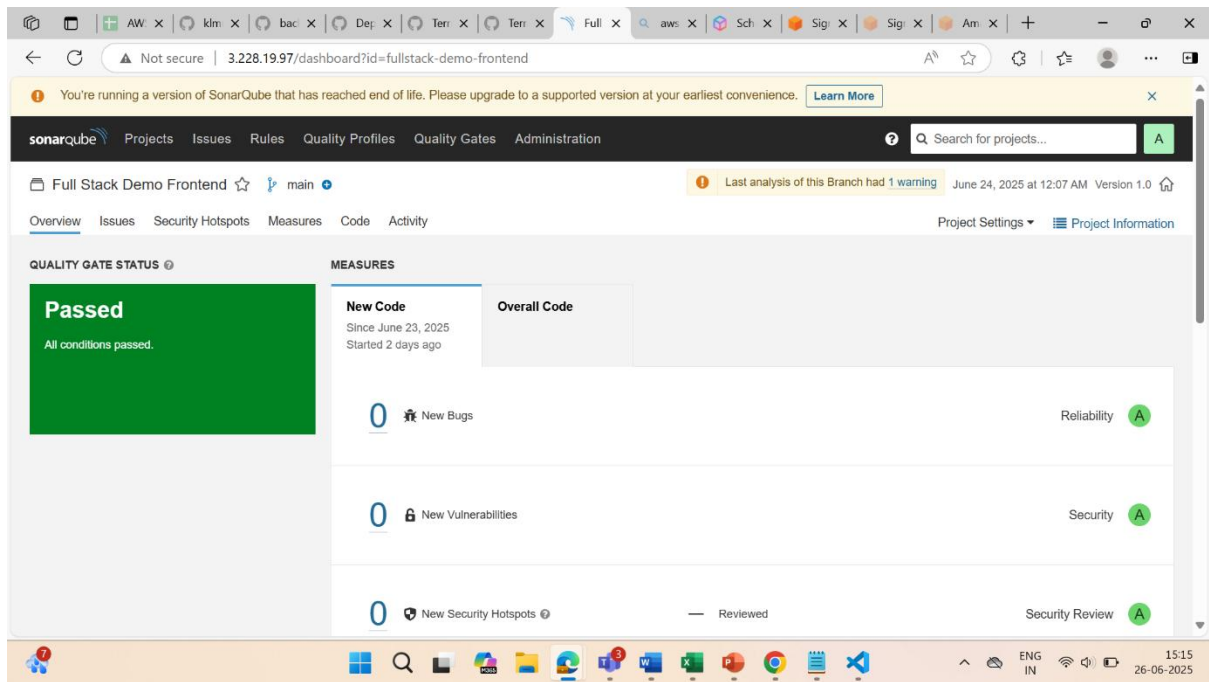 AW
klm
bac
Dep
Terr
Terr
Full
aws
Sch
Sig
Sig
Am
Not secure
3.228.19.97/dashboard?id=fullstack-demo-frontend
You're running a version of SonarQube that has reached end of life. Please upgrade to a supported version at your earliest convenience. Learn More
sonarqube Projects Issues Rules Quality Profiles Quality Gates Administration Search for projects... A
Full Stack Demo Frontend main Last analysis of this Branch had 1 warning June 24, 2025 at 12:07 AM Version 1.0
Overview Issues Security Hotspots Measures Code Activity Project Settings Project Information
QUALITY GATE STATUS
MEASURES
Passed
All conditions passed.
New Code
Since June 23, 2025
Started 2 days ago
Overall Code
0 New Bugs Reliability A
0 New Vulnerabilities Security A
0 New Security Hotspots — Reviewed Security Review A
7
M365
3
ENG
IN
15:15
26-06-2025